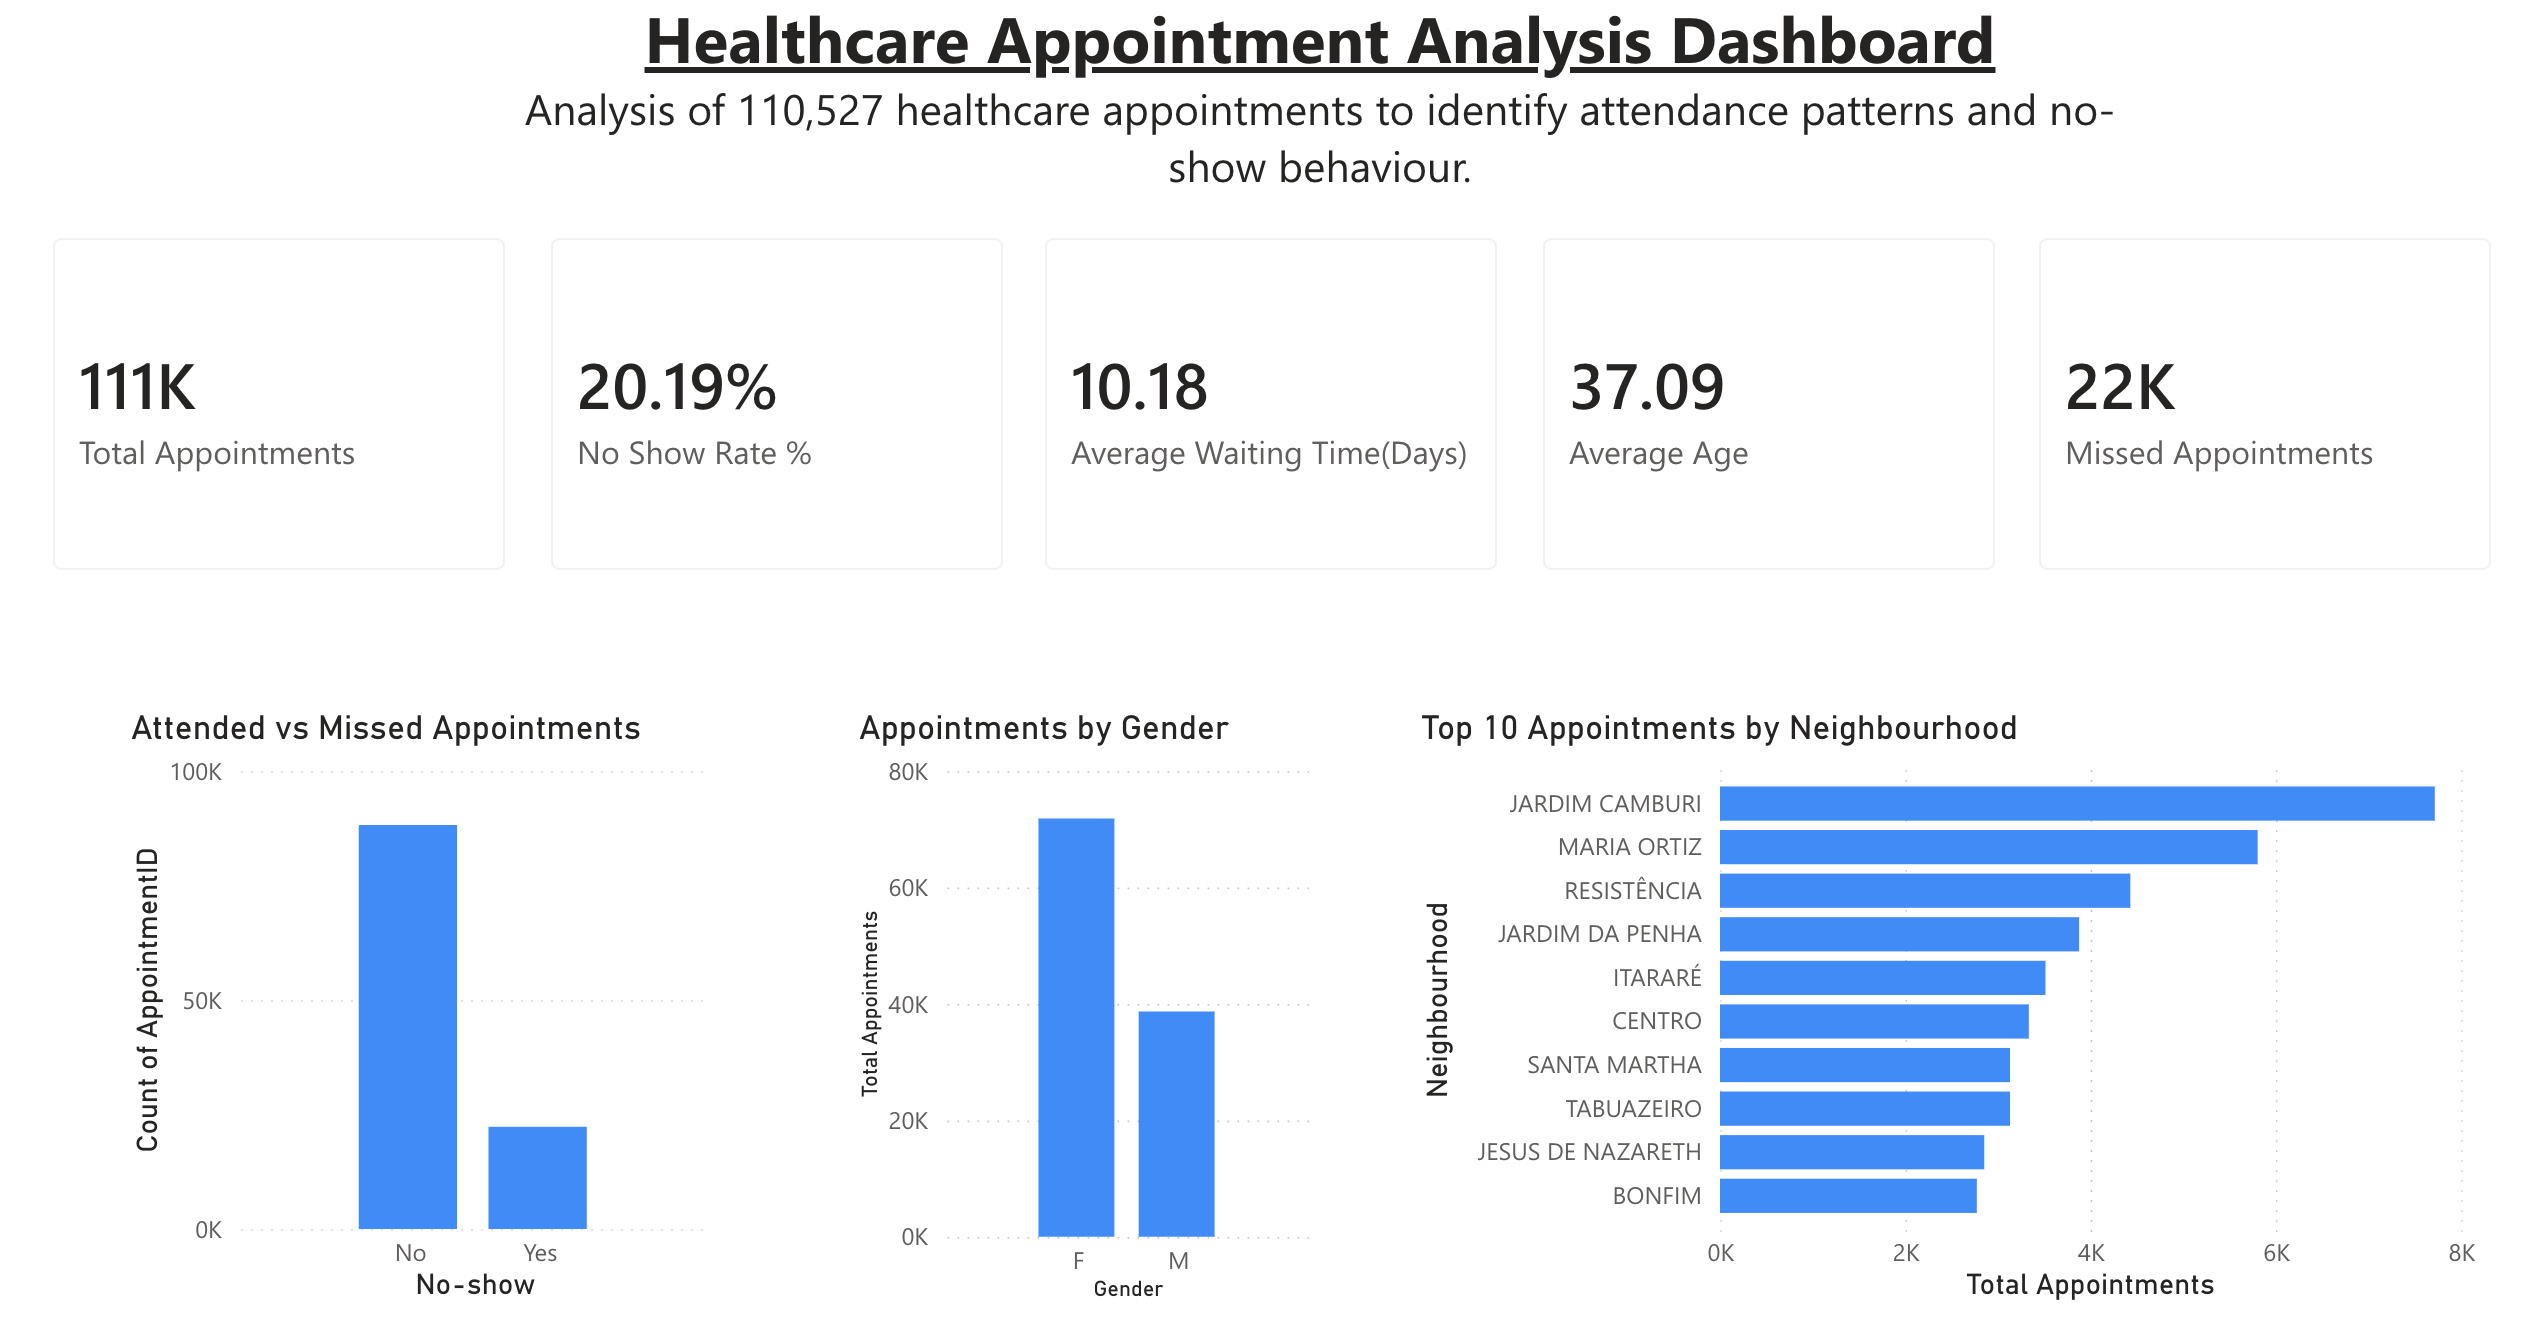 Healthcare Appointment Analysis Dashboard
Analysis of 110,527 healthcare appointments to identify attendance patterns and no-
show behaviour.
111K
Total Appointments
20.19%
No Show Rate %
10.18
Average Waiting Time(Days)
37.09
Average Age
22K
Missed Appointments
Attended vs Missed Appointments
Count of AppointmentID
100K
50K
0K
No
Yes
No-show
Appointments by Gender
Total Appointments
80K
60K
40K
20K
0K
F
M
Gender
Top 10 Appointments by Neighbourhood
Neighbourhood
JARDIM CAMBURI
MARIA ORTIZ
RESISTÊNCIA
JARDIM DA PENHA
ITARARÉ
CENTRO
SANTA MARTHA
TABUAZEIRO
JESUS DE NAZARETH
BONFIM
0K
2K
4K
6K
8K
Total Appointments